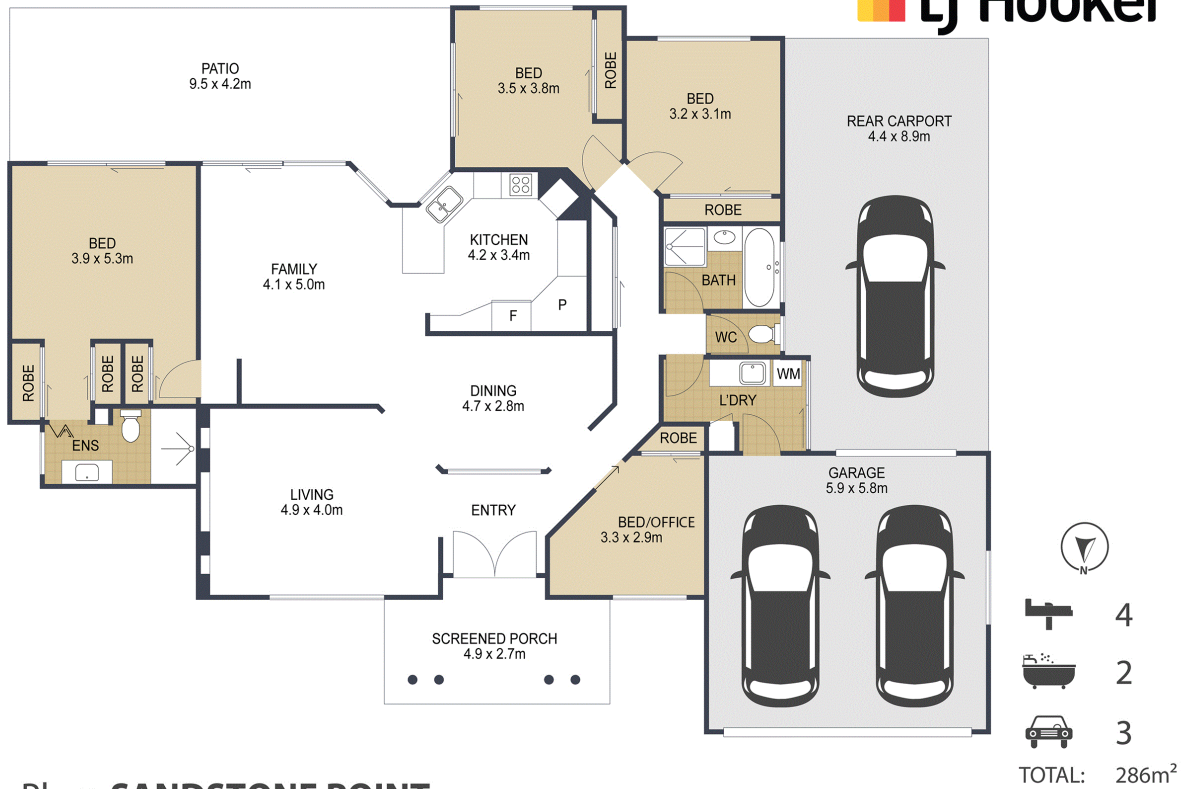 LJ Hooker
PATIO
9.5 x 4.2m
BED
3.5 x 3.8m
ROBE
BED
3.2 x 3.1m
ROBE
REAR CARPORT
4.4 x 8.9m
BED
3.9 x 5.3m
ROBE
ROBE
ROBE
FAMILY
4.1 x 5.0m
KITCHEN
4.2 x 3.4m
F
P
BATH
WC
WM
L'DRY
DINING
4.7 x 2.8m
ENS
ROBE
LIVING
4.9 x 4.0m
ENTRY
BED/OFFICE
3.3 x 2.9m
GARAGE
5.9 x 5.8m
SCREENED PORCH
4.9 x 2.7m
N
4
2
3
TOTAL: 286m²
SANDSTONE POINT